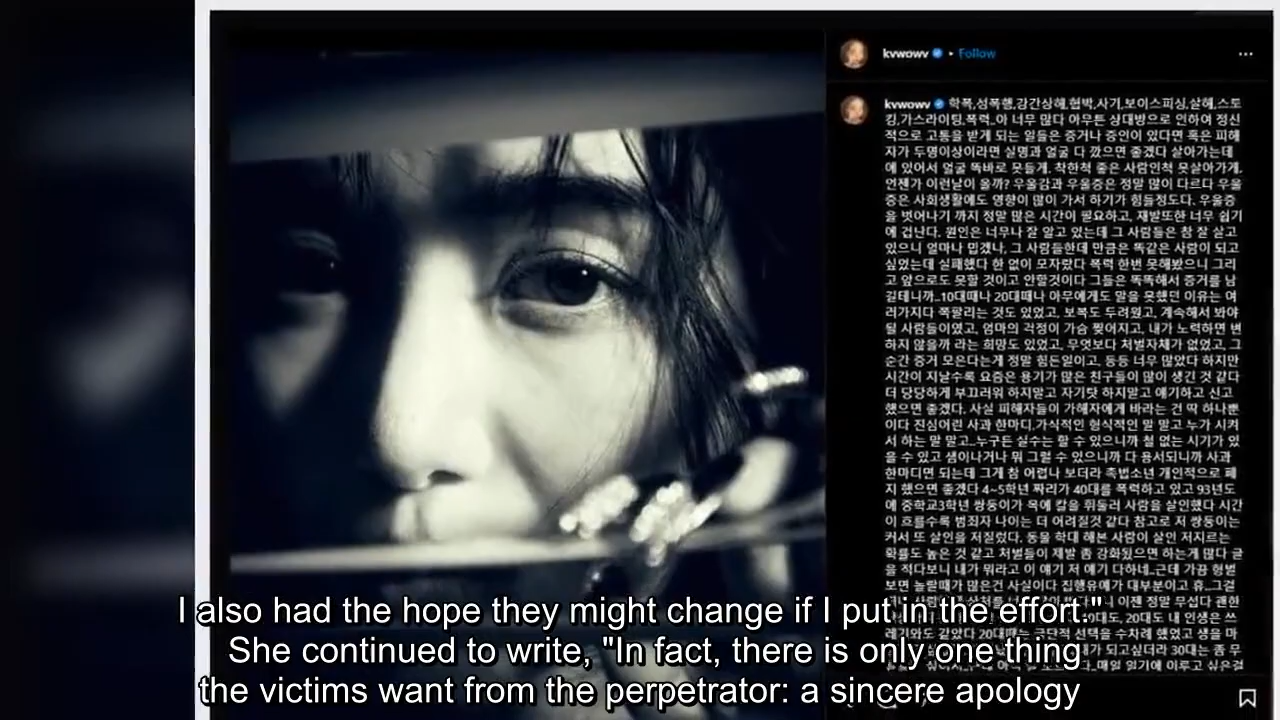 kvwowv • Follow
kvwowv 학폭,성폭행,강간상해,협박,사기,보이스피싱,살해,스토
킹,가스라이팅,폭력..아 너무 많다 아무튼 상대방으로 인하여 정신
적으로 고통을 받게 되는 일들은 증거나 증인이 있다면 혹은 피해
자가 두명이상이라면 실명과 얼굴 다 깠으면 좋겠다 살아가는데
에 있어서 얼굴 똑바로 못들게. 착한척 좋은 사람인척 못살아가게.
언젠가 이런날이 올까? 우울감과 우울증은 정말 많이 다르다 우울
증은 사회생활에도 영향이 많이 가서 하기가 힘들정도다. 우울증
을 벗어나기 까지 정말 많은 시간이 필요하고, 재발또한 너무 쉽기
에 겁난다. 원인은 너무나 잘 알고 있는데 그 사람들은 참 잘 살고
있으니 얼마나 밉겠나, 그 사람들한데 만큼은 똑같은 사람이 되고
싶었는데 실패했다 한 없이 모자랐다 폭력 한번 못해봤으니 그리
고 앞으로도 못할 것이고 안할것이다 그들은 똑똑해서 증거를 남
길테니까..10대때나 20대때나 아무에게도 말을 못했던 이유는 여
러가지다 쪽팔리는 것도 있었고, 보복도 두려웠고, 계속해서 봐야
될 사람들이였고, 엄마의 걱정이 가슴 찢어지고, 내가 노력하면 변
하지 않을까 라는 희망도 있었고, 무엇보다 처벌자체가 없었고, 그
순간 증거 모은다는게 정말 힘든일이고, 등등 너무 많았다 하지만
시간이 지날수록 요즘은 용기가 많은 친구들이 많이 생긴 것 같다
더 당당하게 부끄러워 하지말고 자기탓 하지말고 얘기하고 신고
했으면 좋겠다. 사실 피해자들이 가해자에게 바라는 건 딱 하나뿐
이다 진심어린 사과 한마디.가식적인 형식적인 말 말고 누가 시켜
서 하는 말 말고..누구든 실수는 할 수 있으니까 철 없는 시기가 있
을 수 있고 샘이나거나 뭐 그럴 수 있으니까 다 용서되니까 사과
한마디면 되는데 그게 참 어렵나 보더라 촉법소년 개인적으로 폐
지 했으면 좋겠다 4~5학년 짜리가 40대를 폭력하고 있고 93년도
에 중학교3학년 쌍둥이가 목에 칼을 휘둘러 사람을 살인했다 시간
이 흐를수록 범죄자 나이는 더 어려질것 같다 참고로 저 쌍둥이는
커서 또 살인을 저질렀다. 동물 학대 해본 사람이 살인 저지르는
확률도 높은 것 같고 처벌들이 제발 좀 강화됬으면 하는게 많다 글
을 적다보니 내가 뭐라고 이 얘기 저 얘기 다하네..근데 가끔 형벌
보면 놀랄때가 많은건 사실이다 집행유예가 대부분이고 휴..그걸
I also had the hope they might change if I put in the effort."
She continued to write, "In fact, there is only one thing
the victims want from the perpetrator: a sincere apology